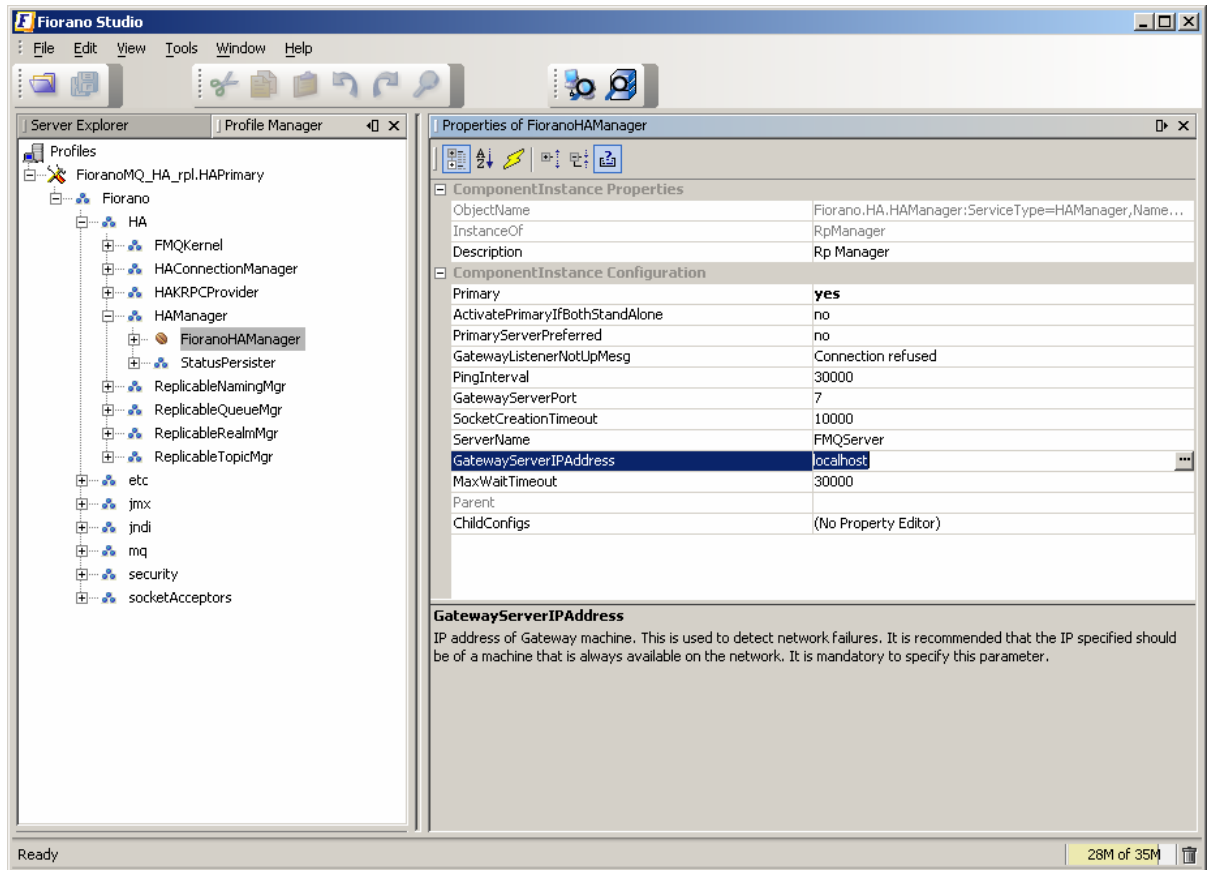 Fiorano Studio
File Edit View Tools Window Help
Server Explorer Profile Manager
Profiles
FioranoMQ_HA_rpl.HAPrimary
Fiorano
HA
FMQKernel
HAConnectionManager
HAKRPCProvider
HAManager
FioranoHAManager
StatusPersister
ReplicableNamingMgr
ReplicableQueueMgr
ReplicableRealmMgr
ReplicableTopicMgr
etc
jmx
jndi
mq
security
socketAcceptors
Properties of FioranoHAManager
ComponentInstance Properties
ObjectName Fiorano.HA.HAManager:ServiceType=HAManager,Name...
InstanceOf RpManager
Description Rp Manager
ComponentInstance Configuration
Primary yes
ActivatePrimaryIfBothStandAlone no
PrimaryServerPreferred no
GatewayListenerNotUpMesg Connection refused
PingInterval 30000
GatewayServerPort 7
SocketCreationTimeout 10000
ServerName FMQServer
GatewayServerIPAddress localhost ...
MaxWaitTimeout 30000
Parent
ChildConfigs (No Property Editor)
GatewayServerIPAddress
IP address of Gateway machine. This is used to detect network failures. It is recommended that the IP specified should
be of a machine that is always available on the network. It is mandatory to specify this parameter.
Ready 28M of 35M